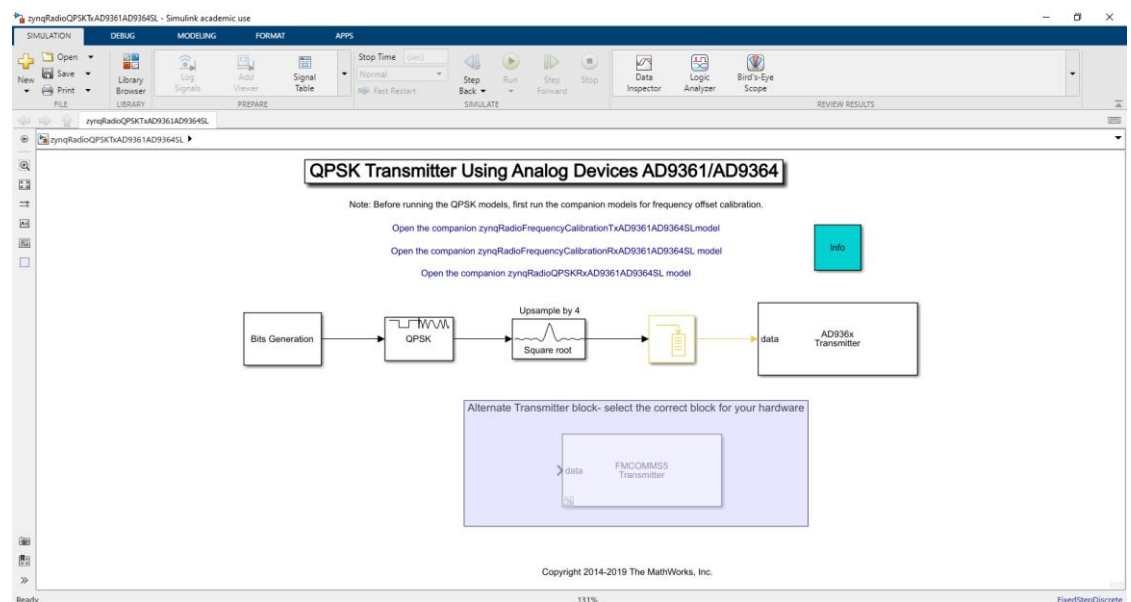 zynqRadioQPSKTxAD9361AD9364SL - Simulink academic use
SIMULATION DEBUG MODELING FORMAT APPS
New
Open
Save
Print
FILE
Library Browser
LIBRARY
Log Signals
Add Viewer
Signal Table
PREPARE
Stop Time
Normal
Fast Restart
Step Back
Run
Step Forward
Stop
SIMULATE
Data Inspector
Logic Analyzer
Bird's-Eye Scope
REVIEW RESULTS
zynqRadioQPSKTxAD9361AD9364SL
zynqRadioQPSKTxAD9361AD9364SL
QPSK Transmitter Using Analog Devices AD9361/AD9364
Note: Before running the QPSK models, first run the companion models for frequency offset calibration.
Open the companion zynqRadioFrequencyCalibrationTxAD9361AD9364SLmodel
Open the companion zynqRadioFrequencyCalibrationRxAD9361AD9364SL model
Open the companion zynqRadioQPSKRxAD9361AD9364SL model
Info
Upsample by 4
Bits Generation
QPSK
Square root
data
AD936x
Transmitter
Alternate Transmitter block- select the correct block for your hardware
data
FMCOMMS5
Transmitter
Copyright 2014-2019 The MathWorks, Inc.
Ready 131% FixedStepDiscrete